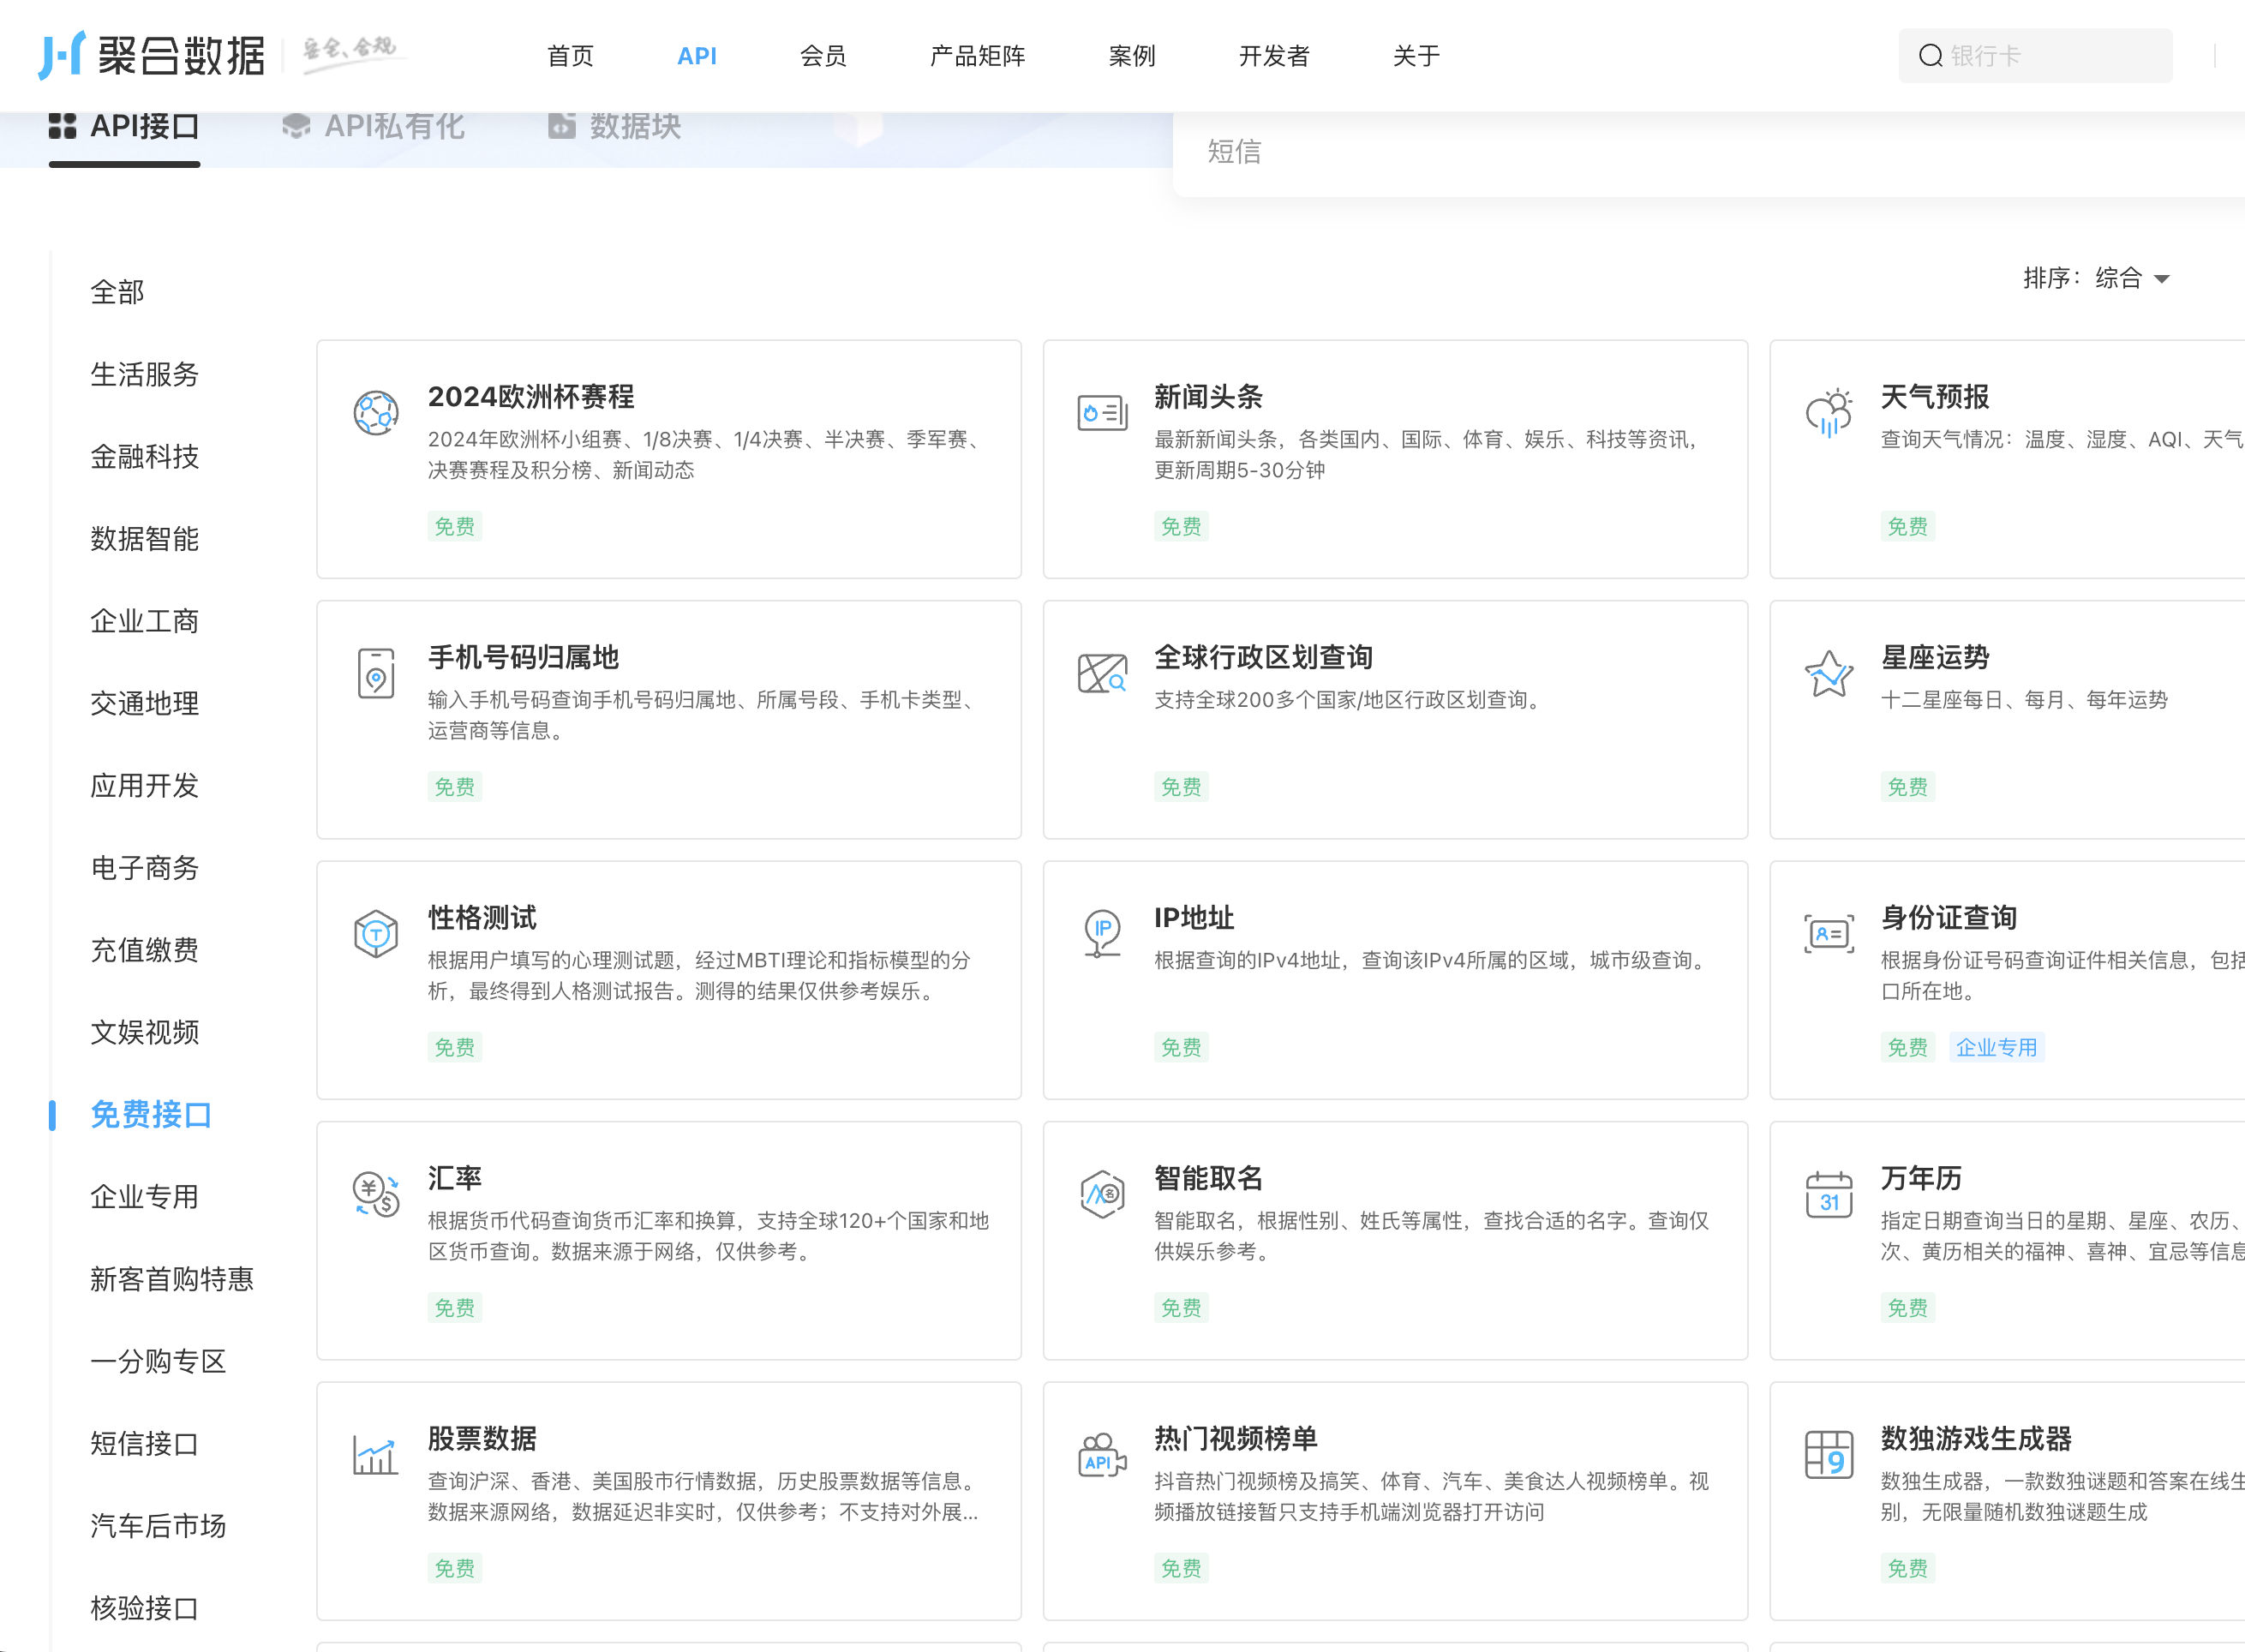 聚合数据
安全、合规
首页
API
会员
产品矩阵
案例
开发者
关于
银行卡
API接口
API私有化
数据块
短信
排序：综合
全部
生活服务
金融科技
数据智能
企业工商
交通地理
应用开发
电子商务
充值缴费
文娱视频
免费接口
企业专用
新客首购特惠
一分购专区
短信接口
汽车后市场
核验接口
2024欧洲杯赛程
2024年欧洲杯小组赛、1/8决赛、1/4决赛、半决赛、季军赛、
决赛赛程及积分榜、新闻动态
免费
新闻头条
最新新闻头条，各类国内、国际、体育、娱乐、科技等资讯，
更新周期5-30分钟
免费
天气预报
查询天气情况：温度、湿度、AQI、天气
免费
手机号码归属地
输入手机号码查询手机号码归属地、所属号段、手机卡类型、
运营商等信息。
免费
全球行政区划查询
支持全球200多个国家/地区行政区划查询。
免费
星座运势
十二星座每日、每月、每年运势
免费
T
性格测试
根据用户填写的心理测试题，经过MBTI理论和指标模型的分
析，最终得到人格测试报告。测得的结果仅供参考娱乐。
免费
IP
IP地址
根据查询的IPv4地址，查询该IPv4所属的区域，城市级查询。
免费
身份证查询
根据身份证号码查询证件相关信息，包括
口所在地。
免费 企业专用
¥ $
汇率
根据货币代码查询货币汇率和换算，支持全球120+个国家和地
区货币查询。数据来源于网络，仅供参考。
免费
名
智能取名
智能取名，根据性别、姓氏等属性，查找合适的名字。查询仅
供娱乐参考。
免费
31
万年历
指定日期查询当日的星期、星座、农历、
次、黄历相关的福神、喜神、宜忌等信息
免费
股票数据
查询沪深、香港、美国股市行情数据，历史股票数据等信息。
数据来源网络，数据延迟非实时，仅供参考；不支持对外展...
免费
API
热门视频榜单
抖音热门视频榜及搞笑、体育、汽车、美食达人视频榜单。视
频播放链接暂只支持手机端浏览器打开访问
免费
9
数独游戏生成器
数独生成器，一款数独谜题和答案在线生
别，无限量随机数独谜题生成
免费